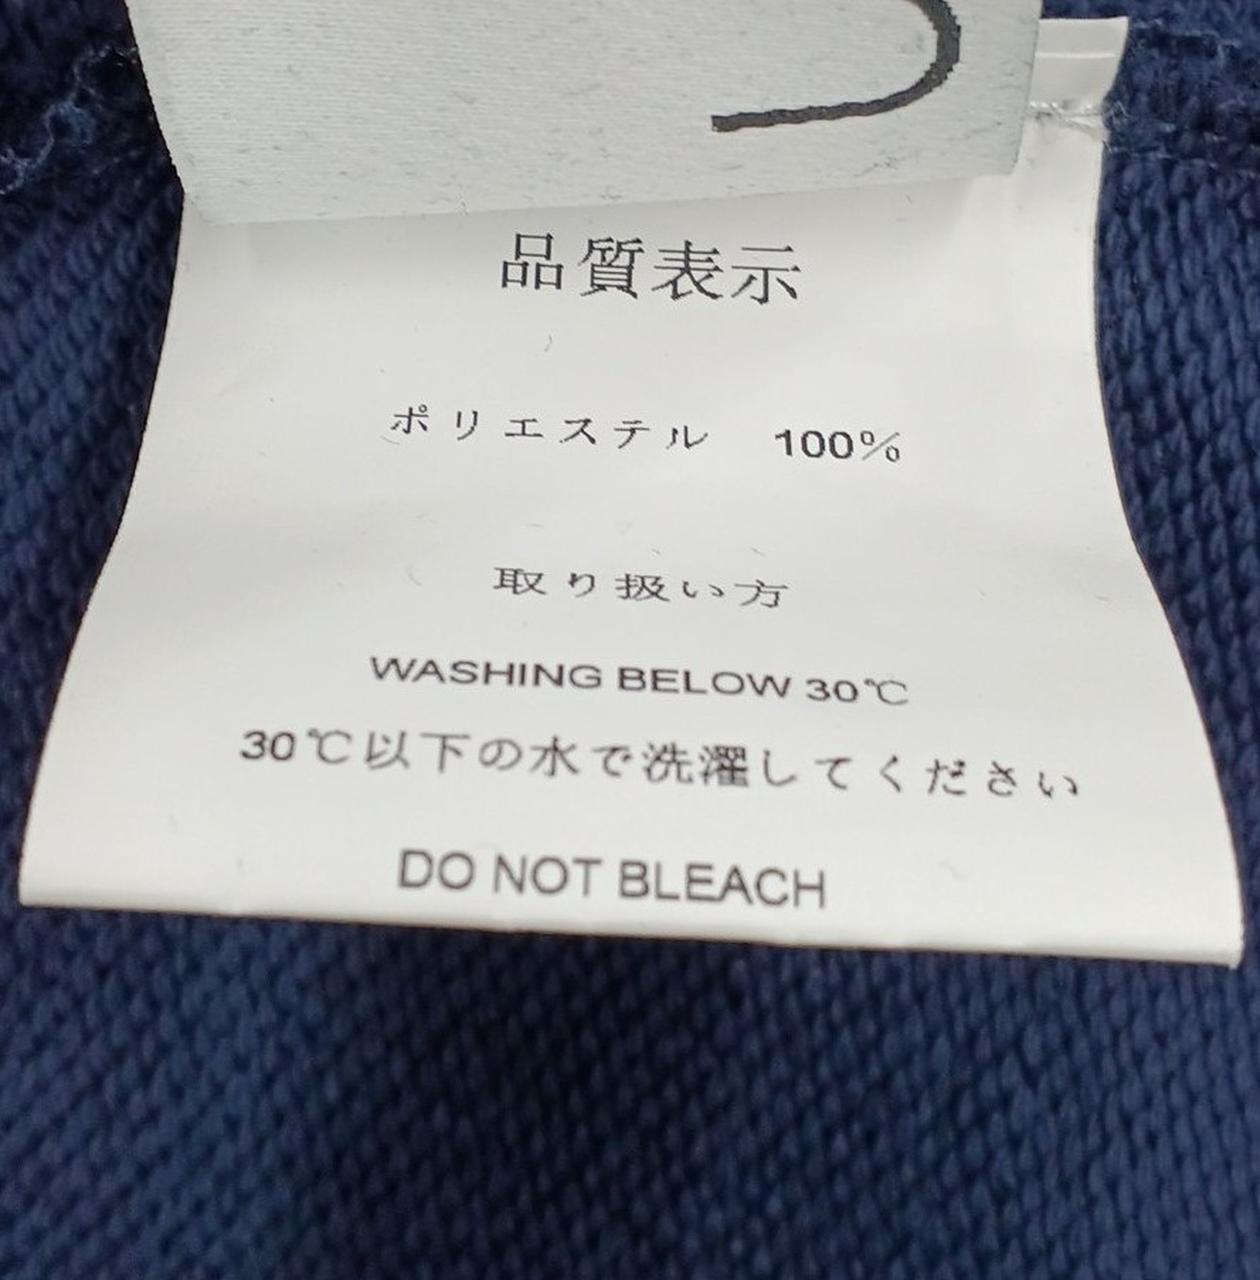 品質表示
ポリエステル 100%
取り扱い方
WASHING BELOW 30℃
30℃以下の水で洗濯してください
DO NOT BLEACH